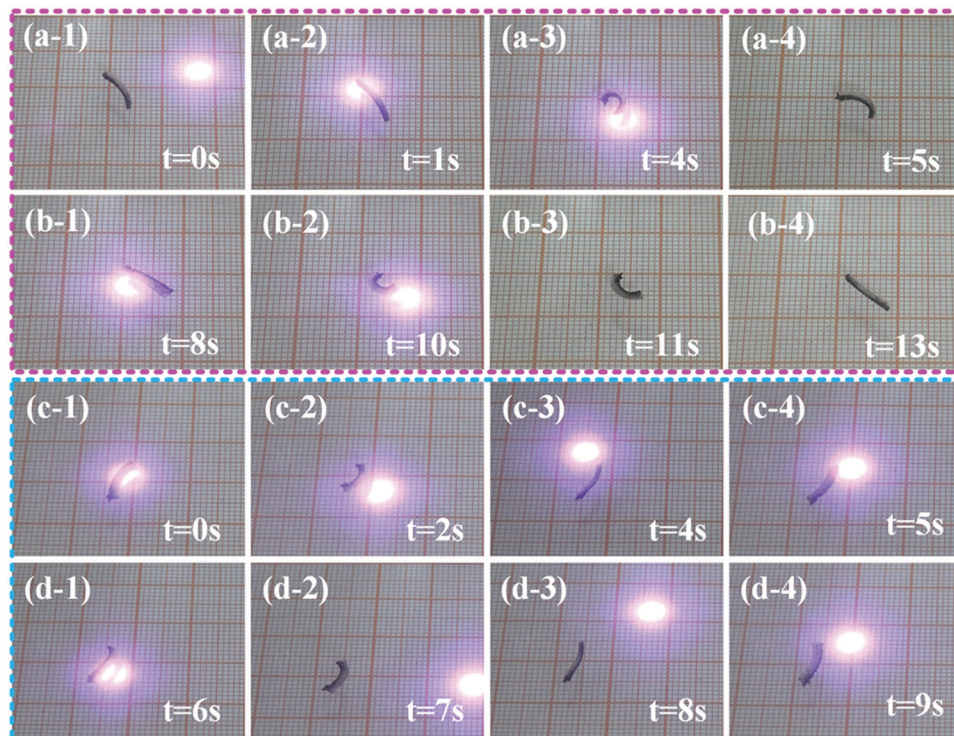 (a-1) (a-2) (a-3) (a-4)
t=0s t=1s t=4s t=5s
(b-1) (b-2) (b-3) (b-4)
t=8s t=10s t=11s t=13s
(c-1) (c-2) (c-3) (c-4)
t=0s t=2s t=4s t=5s
(d-1) (d-2) (d-3) (d-4)
t=6s t=7s t=8s t=9s